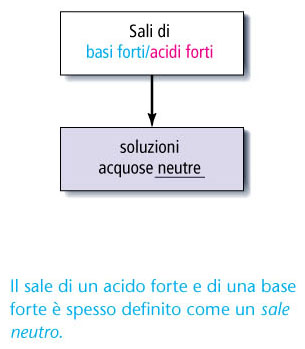 Sali di
basi forti/acidi forti
soluzioni
acquose neutre
Il sale di un acido forte e di una base
forte è spesso definito come un sale
neutro.